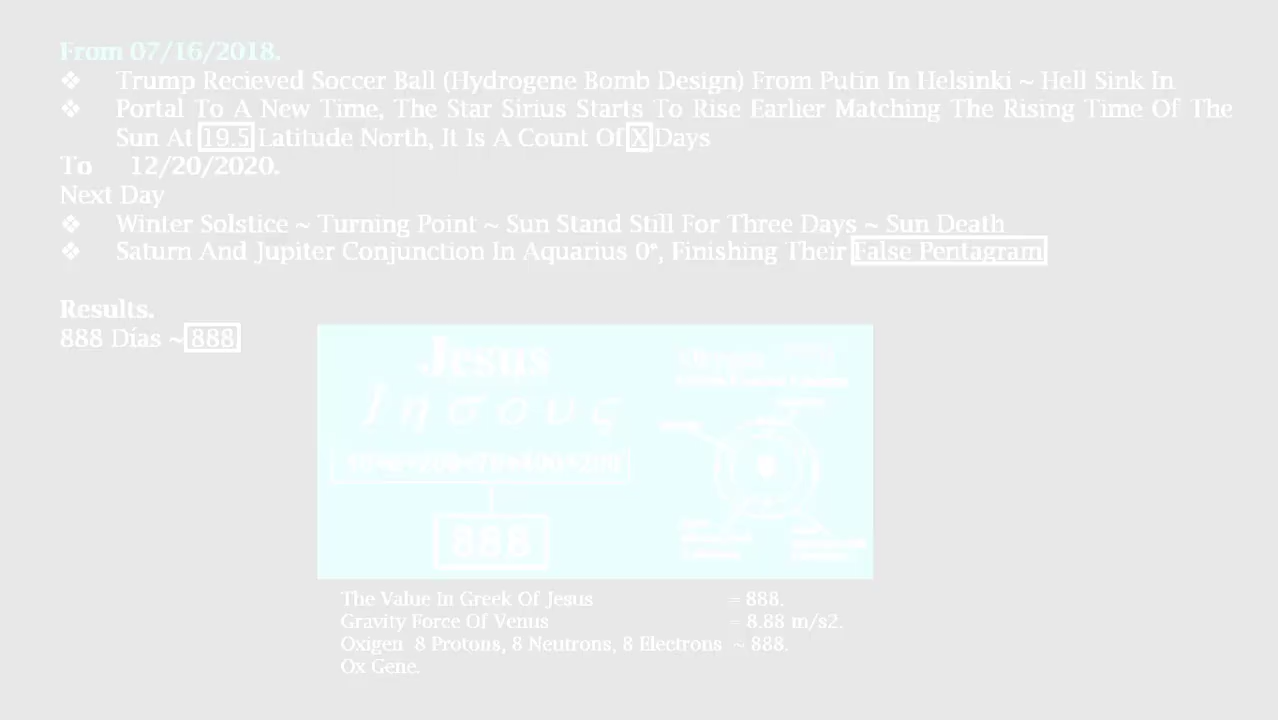 From 07/16/2018.
❖ Trump Recieved Soccer Ball (Hydrogene Bomb Design) From Putin In Helsinki ~ Hell Sink In
❖ Portal To A New Time, The Star Sirius Starts To Rise Earlier Matching The Rising Time Of The
Sun At 19.5 Latitude North, It Is A Count Of X Days
To 12/20/2020.
Next Day
❖ Winter Solstice ~ Turning Point ~ Sun Stand Still For Three Days ~ Sun Death
❖ Saturn And Jupiter Conjunction In Aquarius 0°, Finishing Their False Pentagram
Results.
888 Días ~ 888
Jesus
Ιησους
888
The Value In Greek Of Jesus = 888.
Gravity Force Of Venus = 8.88 m/s2.
Oxigen 8 Protons, 8 Neutrons, 8 Electrons ~ 888.
Ox Gene.